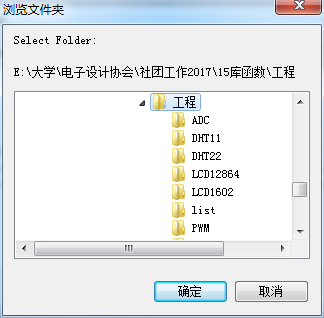 浏览文件夹
Select Folder:
E:\大学\电子设计协会\社团工作2017\15库函数\工程
工程
ADC
DHT11
DHT22
LCD12864
LCD1602
list
PWM
确定
取消